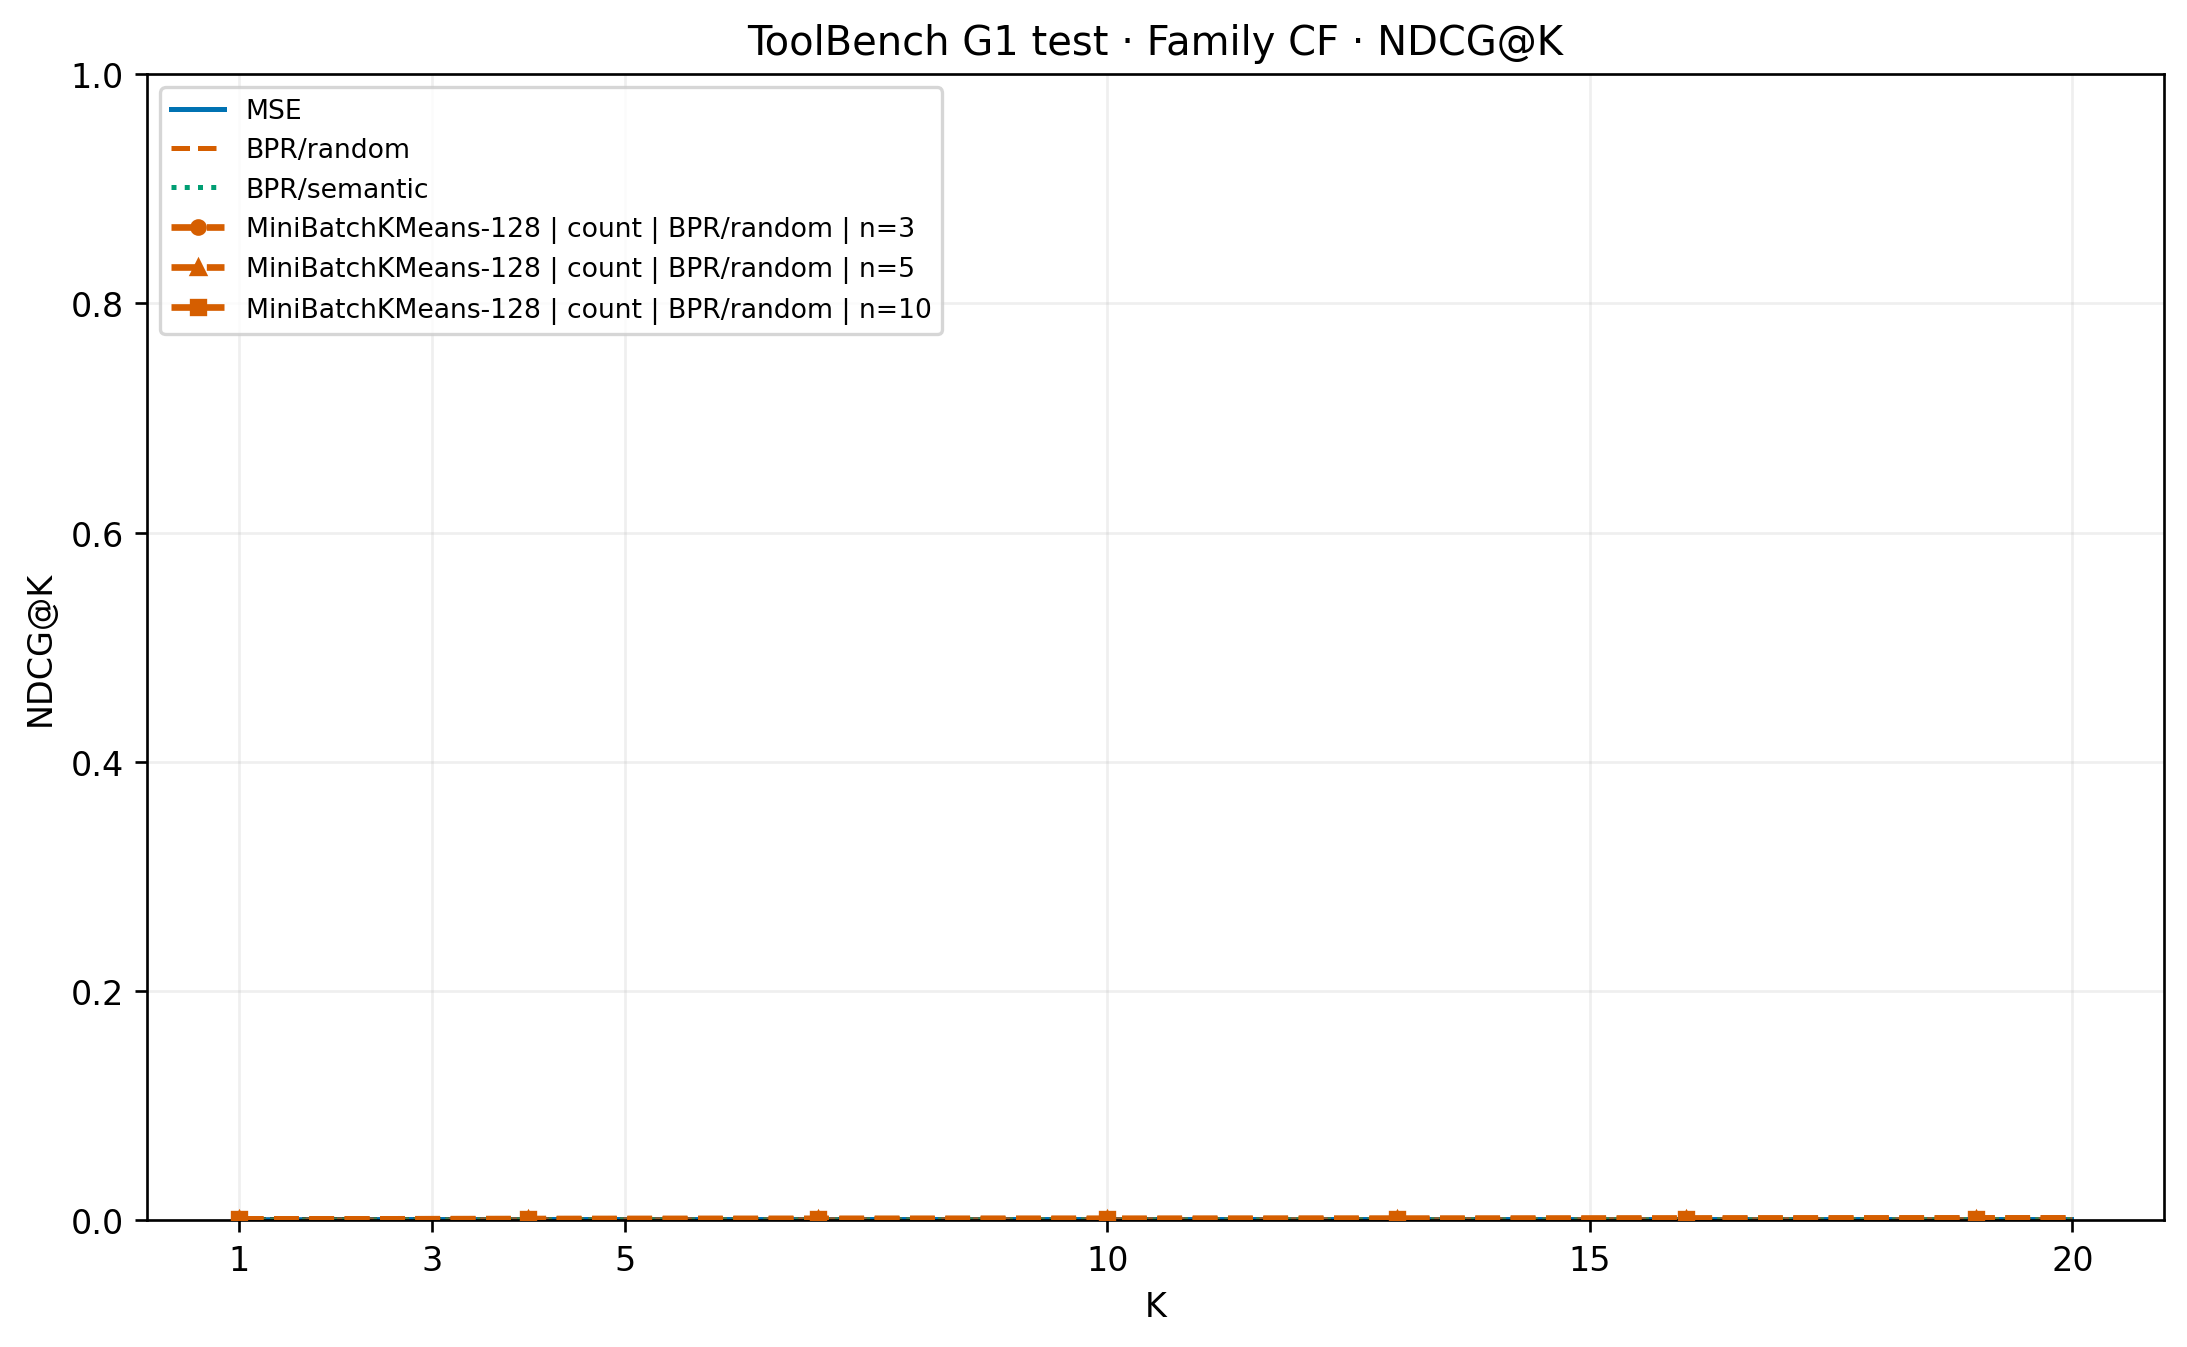 ToolBench G1 test · Family CF · NDCG@K
1.0
0.8
0.6
0.4
0.2
0.0
NDCG@K
MSE
BPR/random
BPR/semantic
MiniBatchKMeans-128 | count | BPR/random | n=3
MiniBatchKMeans-128 | count | BPR/random | n=5
MiniBatchKMeans-128 | count | BPR/random | n=10
1 3 5 10 15 20
K